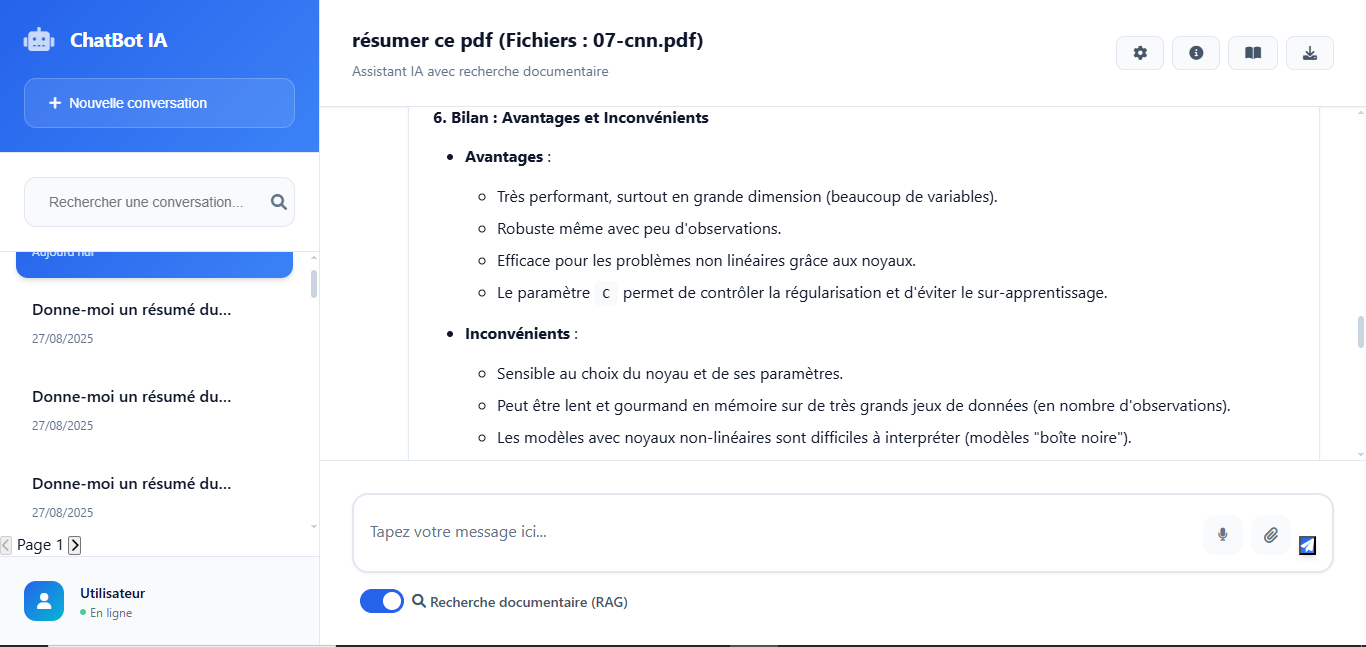 ChatBot IA
Nouvelle conversation
Rechercher une conversation...
Aujourd'hui
Donne-moi un résumé du...
27/08/2025
Donne-moi un résumé du...
27/08/2025
Donne-moi un résumé du...
27/08/2025
Page 1
Utilisateur
En ligne
résumer ce pdf (Fichiers : 07-cnn.pdf)
Assistant IA avec recherche documentaire
6. Bilan : Avantages et Inconvénients
Avantages :
Très performant, surtout en grande dimension (beaucoup de variables).
Robuste même avec peu d'observations.
Efficace pour les problèmes non linéaires grâce aux noyaux.
Le paramètre C permet de contrôler la régularisation et d'éviter le sur-apprentissage.
Inconvénients :
Sensible au choix du noyau et de ses paramètres.
Peut être lent et gourmand en mémoire sur de très grands jeux de données (en nombre d'observations).
Les modèles avec noyaux non-linéaires sont difficiles à interpréter (modèles "boîte noire").
Tapez votre message ici...
Recherche documentaire (RAG)